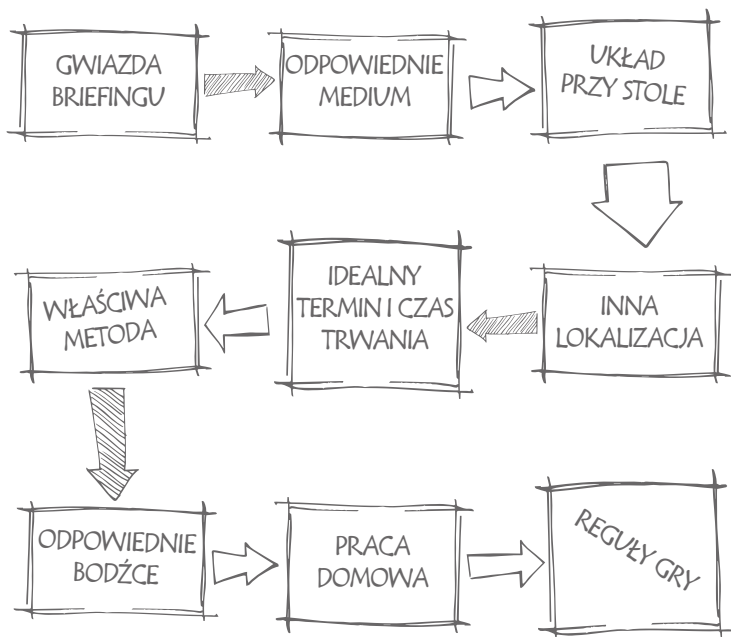 GWIAZDA
BRIEFINGU
ODPOWIEDNIE
MEDIUM
UKŁAD
PRZY STOLE
INNA
LOKALIZACJA
IDEALNY
TERMIN I CZAS
TRWANIA
WŁAŚCIWA
METODA
ODPOWIEDNIE
BODŹCE
PRACA
DOMOWA
REGUŁY GRY